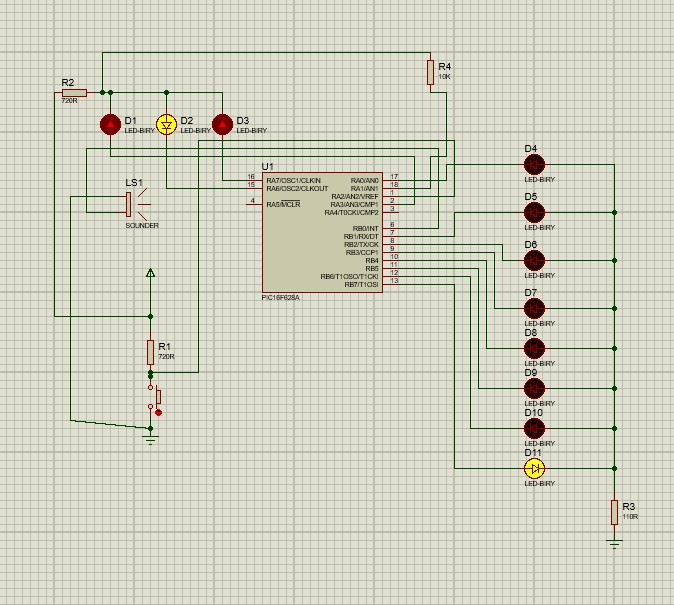 R4
10K
R2
720R
D1
LED-BIRY
D2
LED-BIRY
D3
LED-BIRY
LS1
SOUNDER
U1
16
15
4
RA7/OSC1/CLKIN
RA6/OSC2/CLKOUT
RA5/MCLR
RA0/AN0
RA1/AN1
RA2/AN2/VREF
RA3/AN3/CMP1
RA4/T0CKI/CMP2
RB0/INT
RB1/RX/DT
RB2/TX/CK
RB3/CCP1
RB4
RB5
RB6/T1OSO/T1CKI
RB7/T1OSI
17
18
1
2
3
6
7
8
9
10
11
12
13
PIC16F628A
R1
720R
D4
LED-BIRY
D5
LED-BIRY
D6
LED-BIRY
D7
LED-BIRY
D8
LED-BIRY
D9
LED-BIRY
D10
LED-BIRY
D11
LED-BIRY
R3
110R